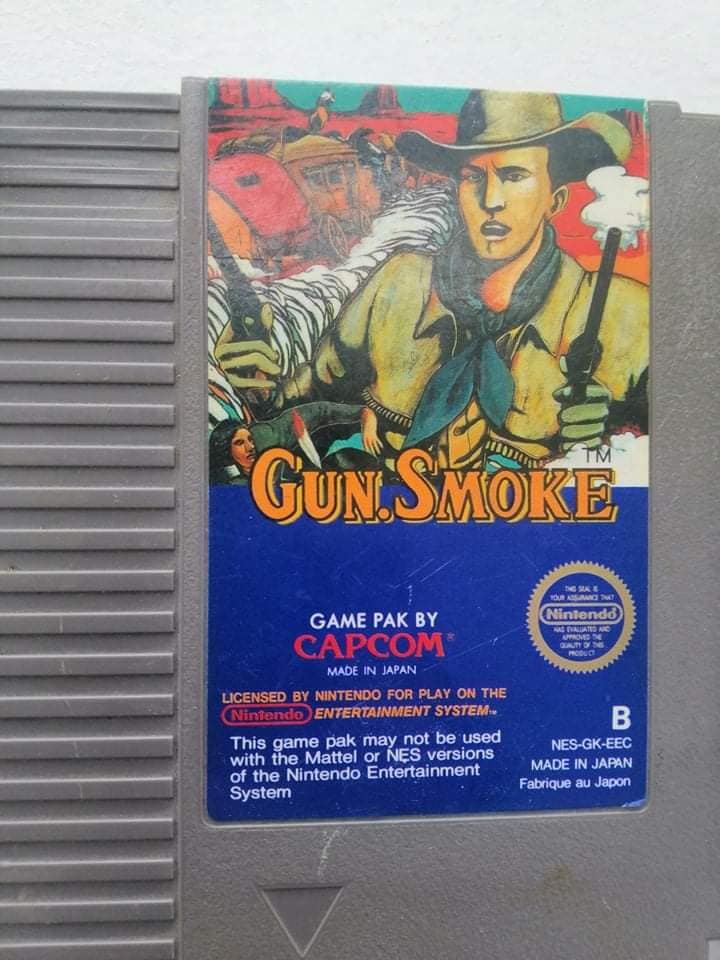 TM
GUN.SMOKE
GAME PAK BY
CAPCOM®
MADE IN JAPAN
LICENSED BY NINTENDO FOR PLAY ON THE
Nintendo ENTERTAINMENT SYSTEM™
This game pak may not be used
with the Mattel or NES versions
of the Nintendo Entertainment
System
THIS SEAL IS
YOUR ASSURANCE THAT
Nintendo
HAS EVALUATED AND
APPROVED THE
QUALITY OF THIS
PRODUCT
B
NES-GK-EEC
MADE IN JAPAN
Fabrique au Japon